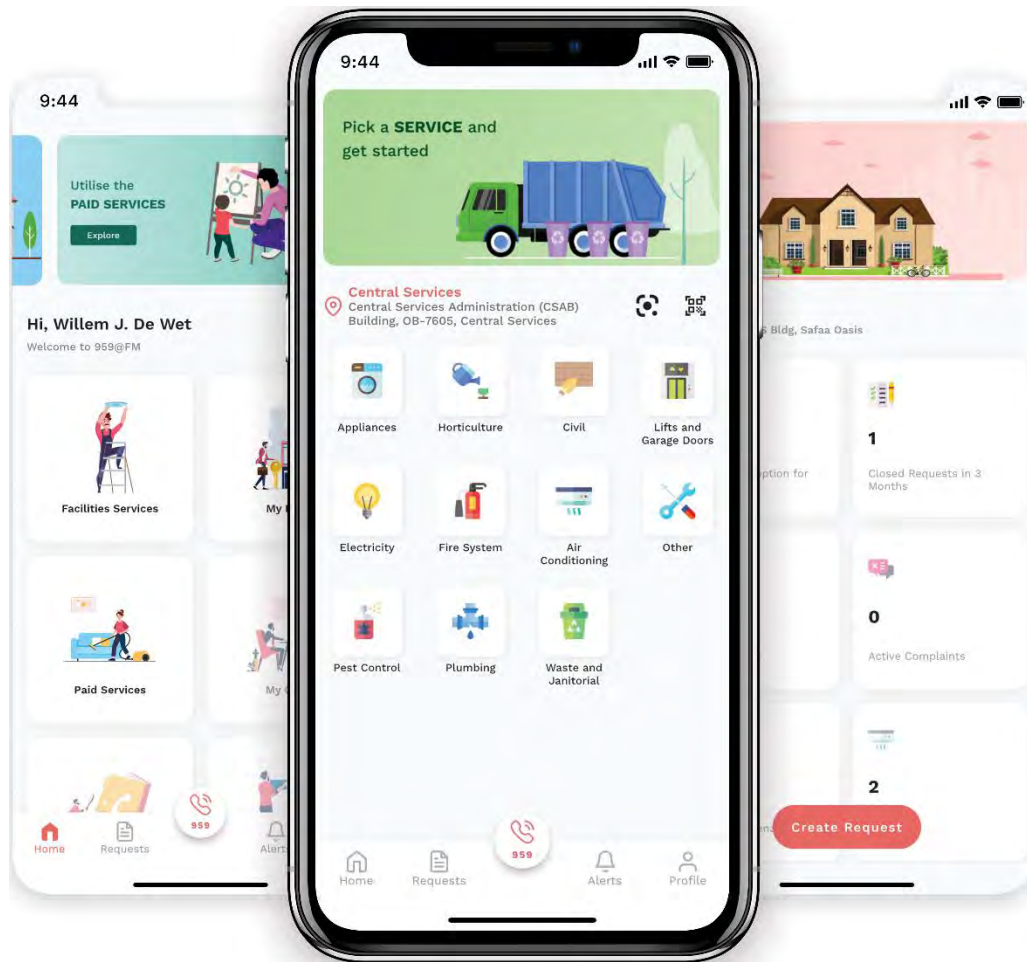 9:44
Utilise the
PAID SERVICES
Explore
Hi, Willem J. De Wet
Welcome to 959@FM
Facilities Services
My
Paid Services
My
Home
Requests
959
Alerts
9:44
Pick a SERVICE and
get started
Central Services
Central Services Administration (CSAB)
Building, OB-7605, Central Services
Appliances
Horticulture
Civil
Lifts and
Garage Doors
Electricity
Fire System
Air
Conditioning
Other
Pest Control
Plumbing
Waste and
Janitorial
Home
Requests
959
Alerts
Profile
Bldg, Safaa Oasis
for
1
Closed Requests in 3
Months
0
Active Complaints
2
Create Request